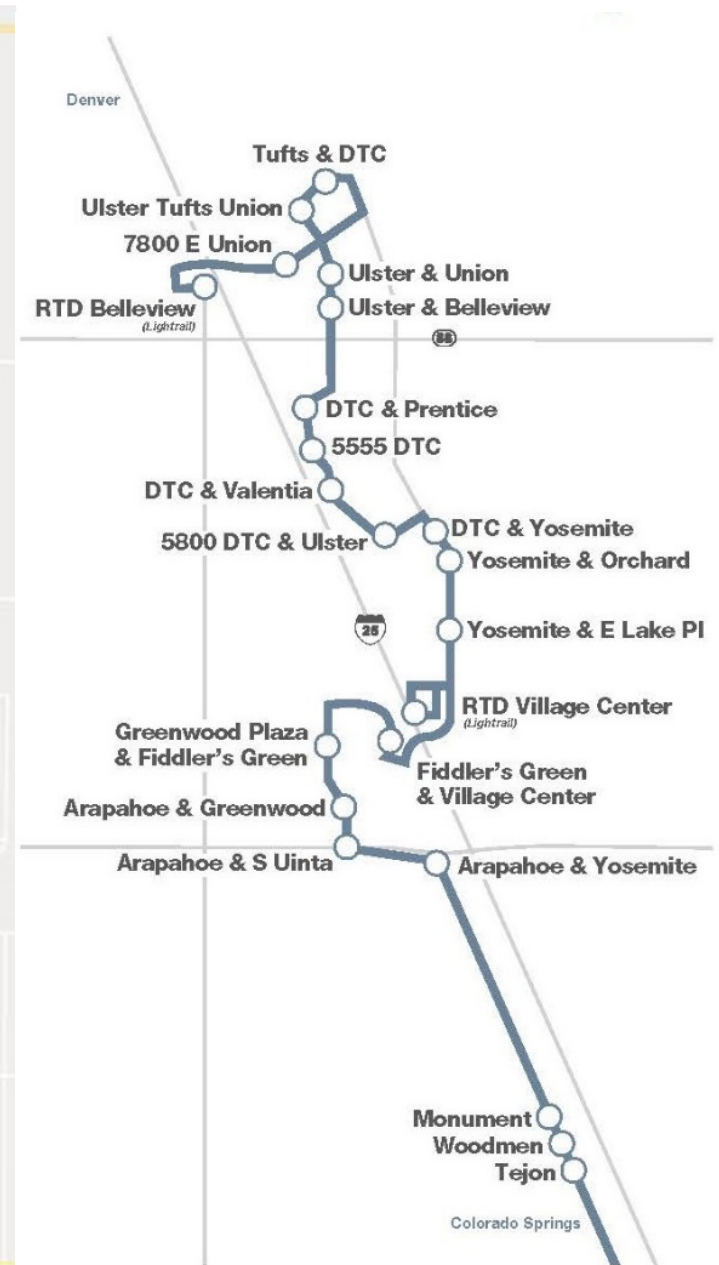 Denver
Tufts & DTC
Ulster Tufts Union
7800 E Union
Ulster & Union
RTD Belleview
(Lightrail)
Ulster & Belleview
88
DTC & Prentice
5555 DTC
DTC & Valentia
5800 DTC & Ulster
DTC & Yosemite
Yosemite & Orchard
25
Yosemite & E Lake Pl
RTD Village Center
(Lightrail)
Greenwood Plaza
& Fiddler's Green
Fiddler's Green
& Village Center
Arapahoe & Greenwood
Arapahoe & S Uinta
Arapahoe & Yosemite
Monument
Woodmen
Tejon
Colorado Springs